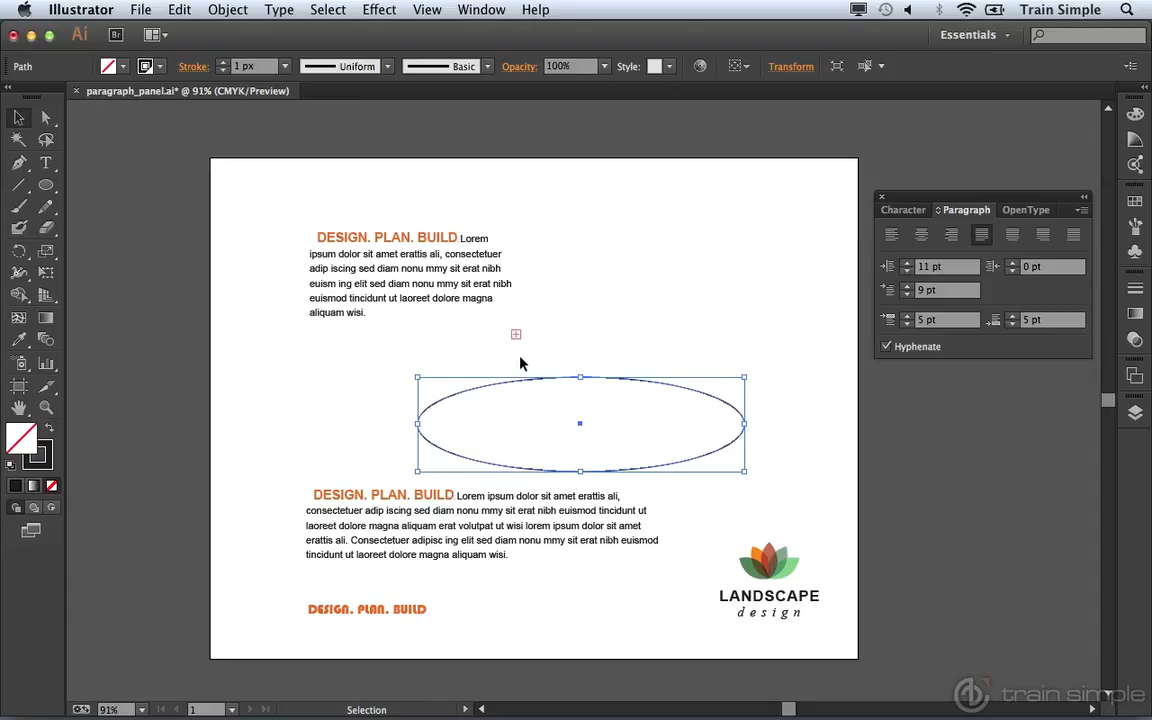 Illustrator File Edit Object Type Select Effect View Window Help Train Simple
Ai Br Essentials
Path Stroke: 1 px Uniform Basic Opacity: 100% Style: Transform
× paragraph_panel.ai* @ 91% (CMYK/Preview)
Character Paragraph OpenType
11 pt 0 pt
9 pt
5 pt 5 pt
Hyphenate
DESIGN. PLAN. BUILD Lorem
ipsum dolor sit amet erattis ali, consectetuer
adip iscing sed diam nonu mmy sit erat nibh
euism ing elit sed diam nonu mmy sit erat nibh
euismod tincidunt ut laoreet dolore magna
aliquam wisi.
DESIGN. PLAN. BUILD Lorem ipsum dolor sit amet erattis ali,
consectetuer adip iscing sed diam nonu mmy sit erat nibh euismod tincidunt ut
laoreet dolore magna aliquam erat volutpat ut wisi lorem ipsum dolor sit amet
erattis ali. Consectetuer adipisc ing elit sed diam nonu mmy sit erat nibh euismod
tincidunt ut laoreet dolore magna aliquam wisi.
DESIGN. PLAN. BUILD
LANDSCAPE
design
train simple
91% 1 Selection